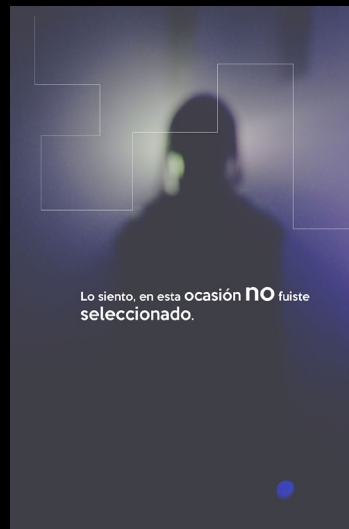 Lo siento, en esta ocasión no fuiste
seleccionado.